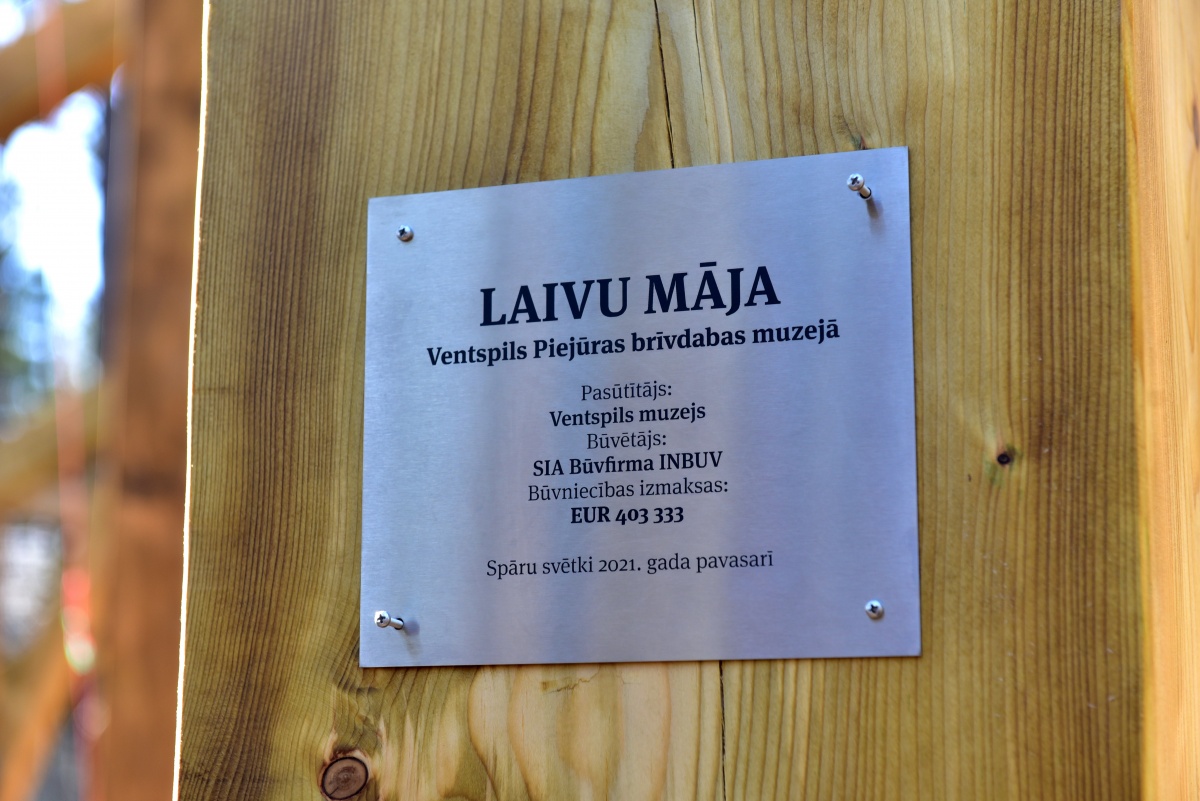 LAIVU MĀJA
Ventspils Piejūras brīvdabas muzejā
Pasūtītājs:
Ventspils muzejs
Būvētājs:
SIA Būvfirma INBUV
Būvniecības izmaksas:
EUR 403 333
Spāru svētki 2021. gada pavasarī